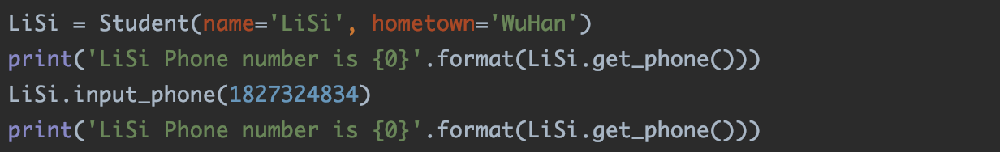 LiSi = Student(name='LiSi', hometown='WuHan')
print('LiSi Phone number is {0}'.format(LiSi.get_phone()))
LiSi.input_phone(1827324834)
print('LiSi Phone number is {0}'.format(LiSi.get_phone()))